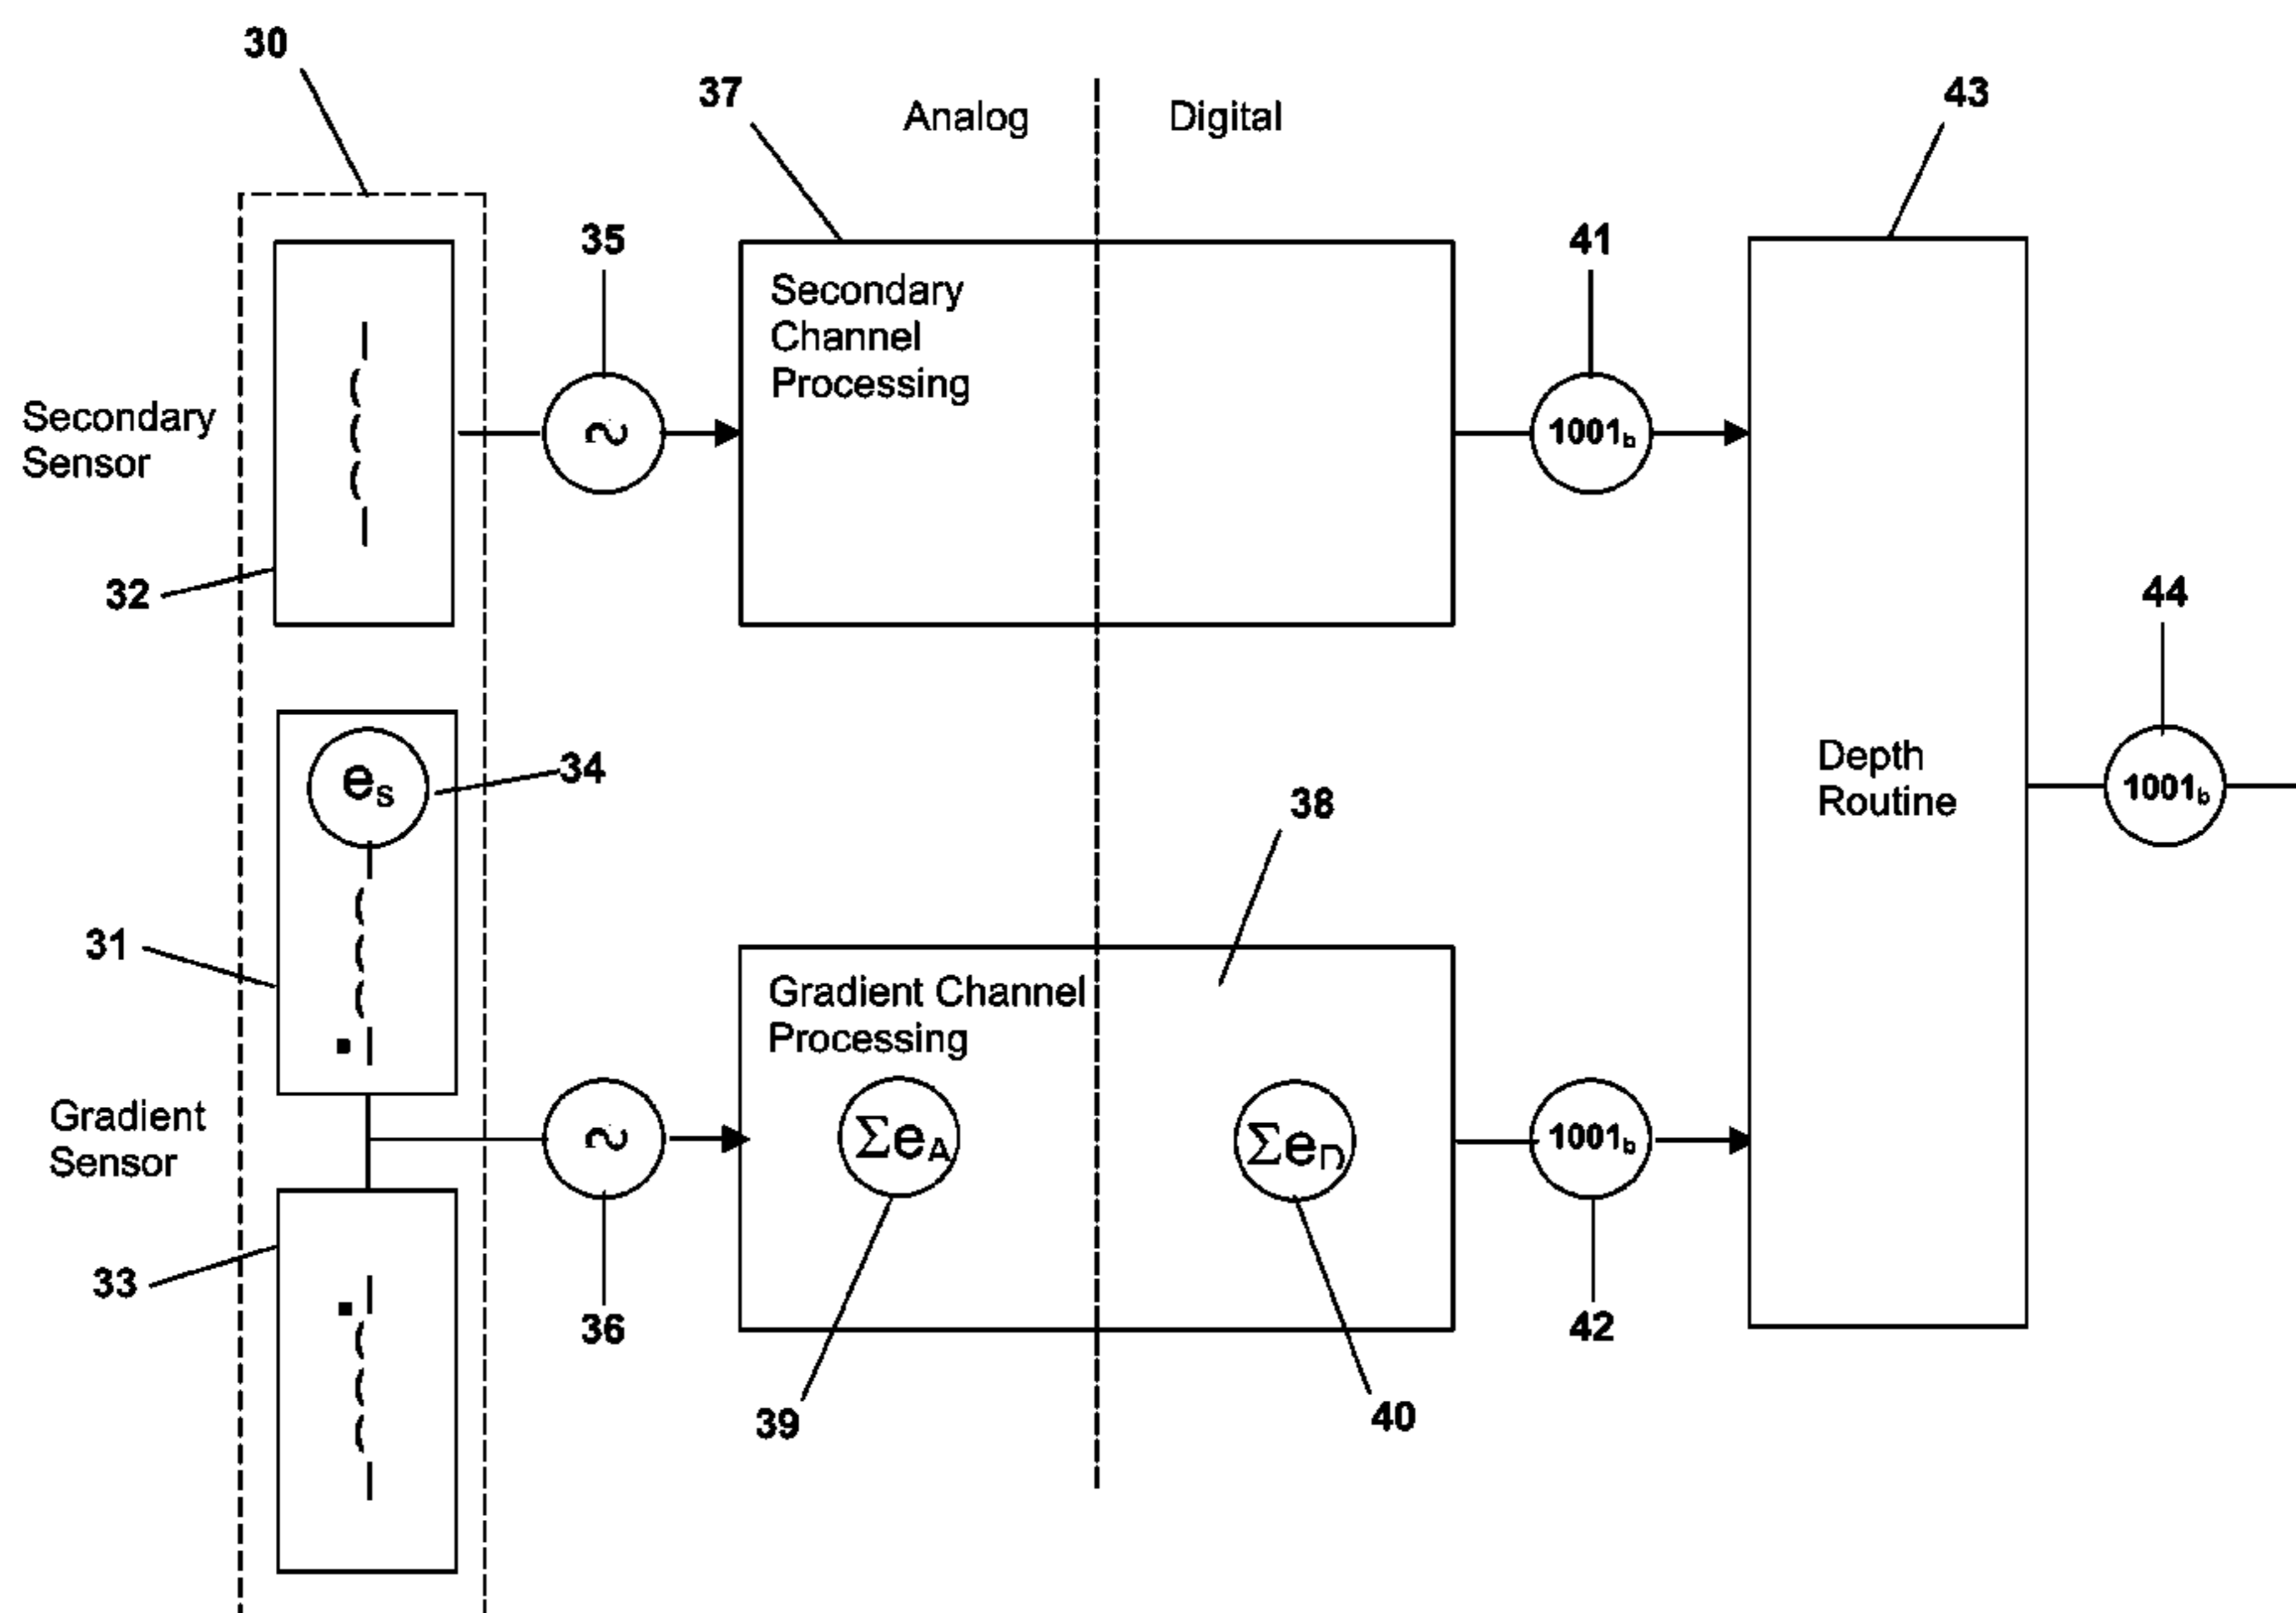 30
37
Analog
Digital
43
35
41
Secondary
Channel
Processing
Secondary
Sensor
~
1001b
32
44
es
34
Depth
Routine
1001b
38
31
Gradient Channel
Processing
Gradient
Sensor
~
ΣeA
ΣeD
1001b
33
36
42
39
40